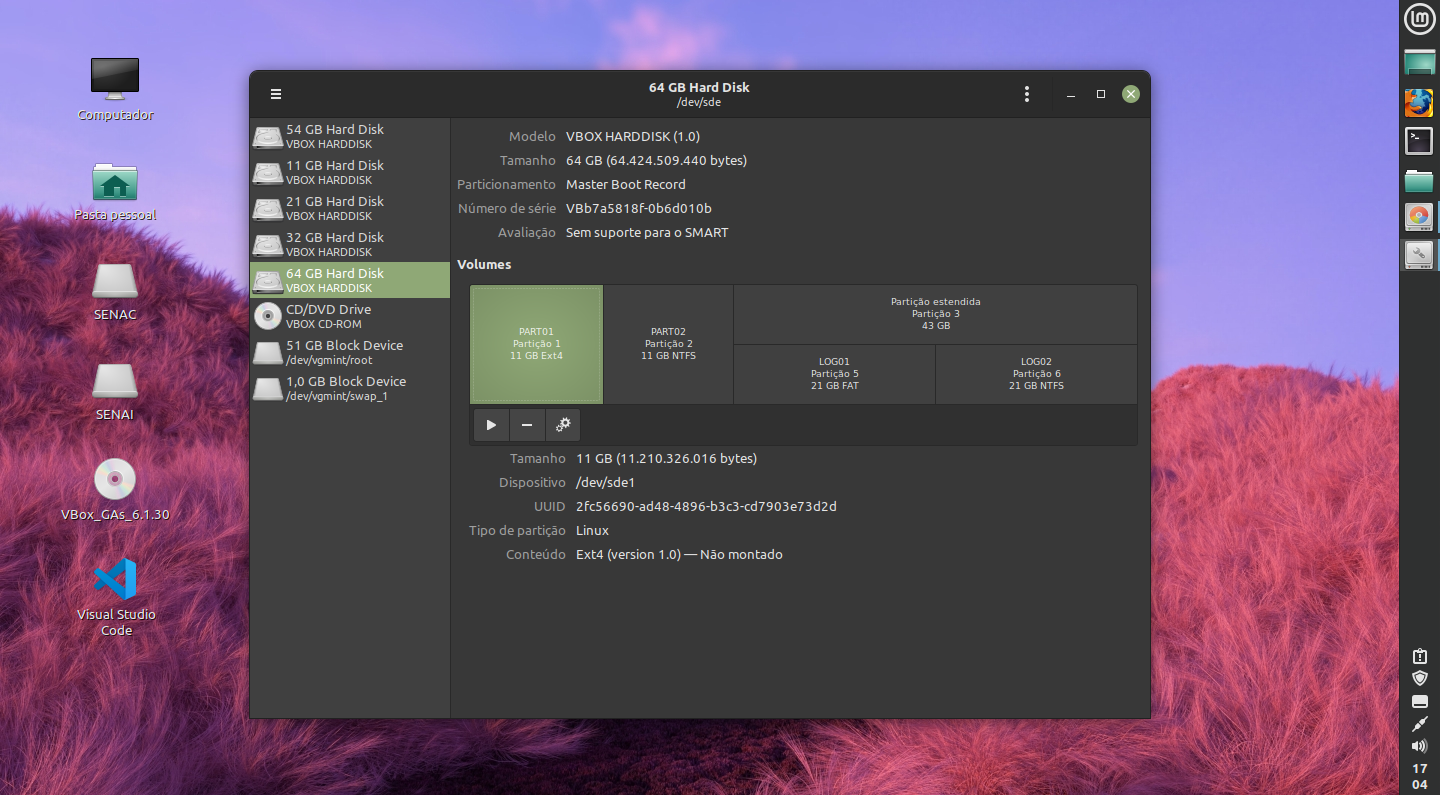 Computador
Pasta pessoal
SENAC
SENAI
VBox_GAs_6.1.30
Visual Studio
Code
64 GB Hard Disk
/dev/sde
54 GB Hard Disk
VBOX HARDDISK
11 GB Hard Disk
VBOX HARDDISK
21 GB Hard Disk
VBOX HARDDISK
32 GB Hard Disk
VBOX HARDDISK
64 GB Hard Disk
VBOX HARDDISK
CD/DVD Drive
VBOX CD-ROM
51 GB Block Device
/dev/vgmint/root
1,0 GB Block Device
/dev/vgmint/swap_1
Modelo VBOX HARDDISK (1.0)
Tamanho 64 GB (64.424.509.440 bytes)
Particionamento Master Boot Record
Número de série VBb7a5818f-0b6d010b
Avaliação Sem suporte para o SMART
Volumes
PART01
Partição 1
11 GB Ext4
PART02
Partição 2
11 GB NTFS
Partição estendida
Partição 3
43 GB
LOG01
Partição 5
21 GB FAT
LOG02
Partição 6
21 GB NTFS
Tamanho 11 GB (11.210.326.016 bytes)
Dispositivo /dev/sde1
UUID 2fc56690-ad48-4896-b3c3-cd7903e73d2d
Tipo de partição Linux
Conteúdo Ext4 (version 1.0) — Não montado
lm
17
04